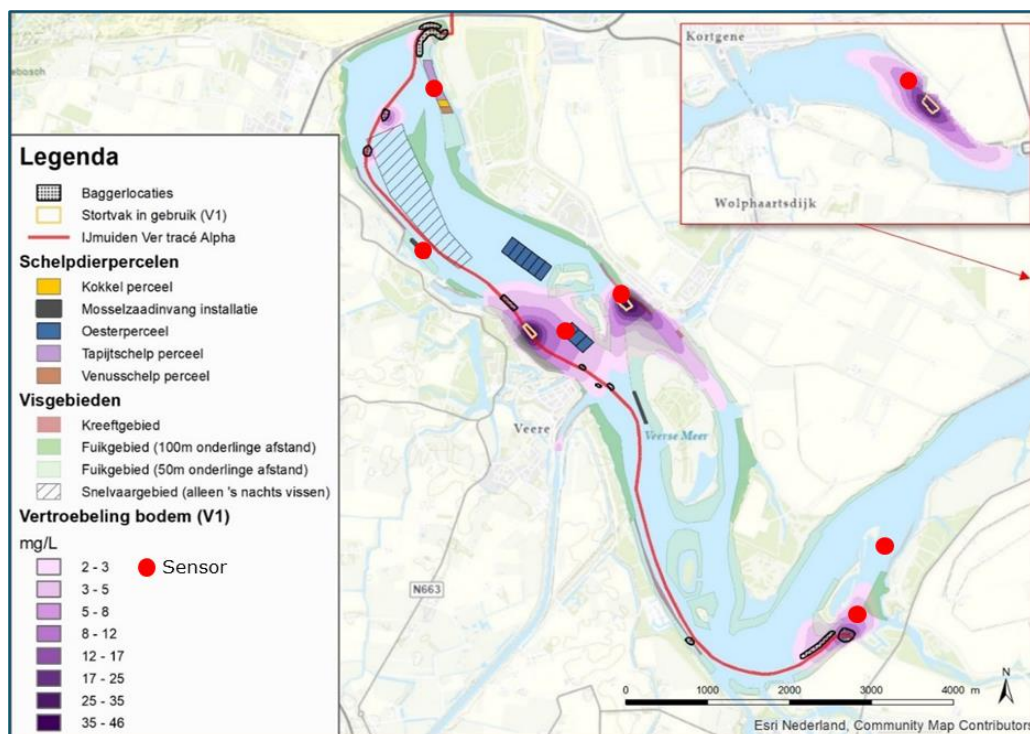 Kortgene
Wolphaartsdijk
Legenda
Baggerlocaties
Stortvak in gebruik (V1)
IJmuiden Ver tracé Alpha
Schelpdierpercelen
Kokkel perceel
Mosselzaadinvang installatie
Oesterperceel
Tapijtschelp perceel
Venusschelp perceel
Visgebieden
Kreeftgebied
Fuikgebied (100m onderlinge afstand)
Fuikgebied (50m onderlinge afstand)
Snelvaargebied (alleen 's nachts vissen)
Vertroebeling bodem (V1)
mg/L
2 - 3
Sensor
3 - 5
5 - 8
8 - 12
12 - 17
17 - 25
25 - 35
35 - 46
Veere
Veerse Meer
N663
N
0 1000 2000 3000 4000 m
Esri Nederland, Community Map Contributors